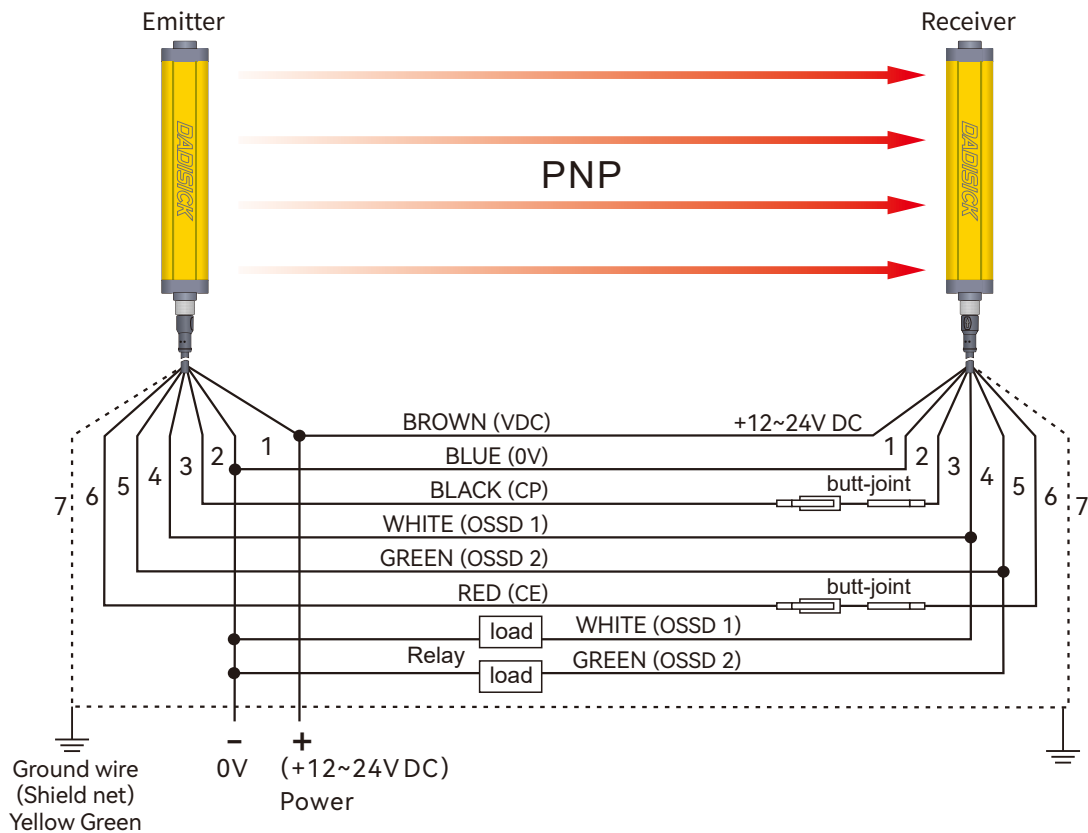 Emitter
Receiver
DADISICK
DADISICK
PNP
BROWN (VDC)
+12~24V DC
BLUE (0V)
BLACK (CP)
butt-joint
WHITE (OSSD 1)
GREEN (OSSD 2)
RED (CE)
butt-joint
load
WHITE (OSSD 1)
Relay
load
GREEN (OSSD 2)
7 6 5 4 3 2 1
1 2 3 4 5 6 7
- +
0V
(+12~24V DC)
Power
Ground wire
(Shield net)
Yellow Green